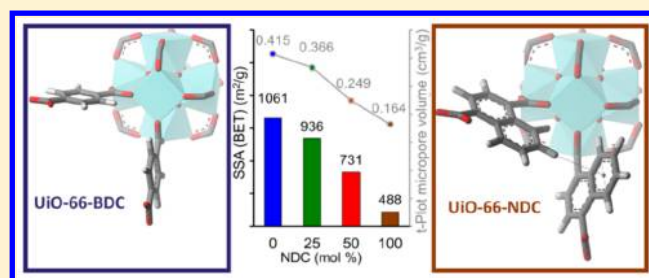 UiO-66-BDC
SSA (BET) (m²/g)
0.415
0.366
0.249
0.164
1061
936
731
488
0
25
50
100
NDC (mol %)
t-Plot micropore volume (cm³/g)
UiO-66-NDC